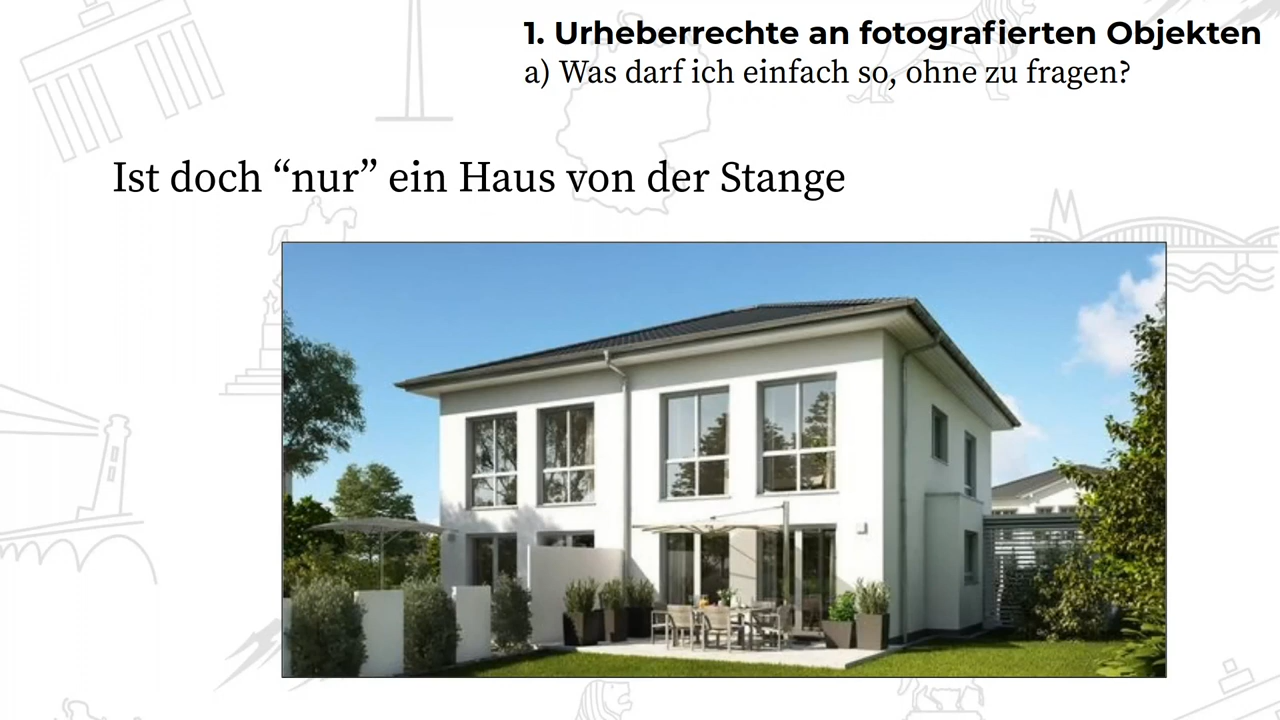 1. Urheberrechte an fotografierten Objekten
a) Was darf ich einfach so, ohne zu fragen?
Ist doch “nur” ein Haus von der Stange